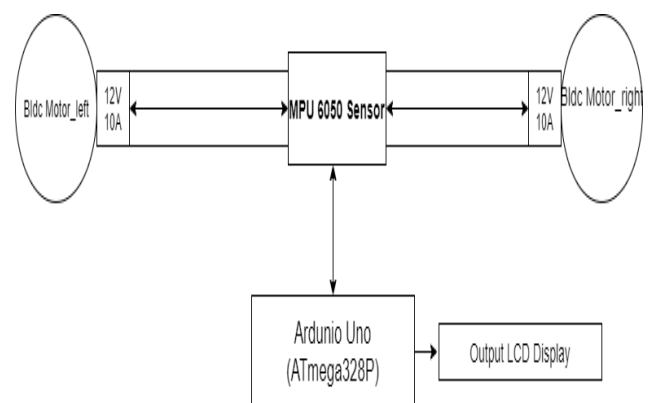 Bldc Motor_left
12V
10A
MPU 6050 Sensor
12V
10A
Bldc Motor_right
Ardunio Uno
(ATmega328P)
Output LCD Display